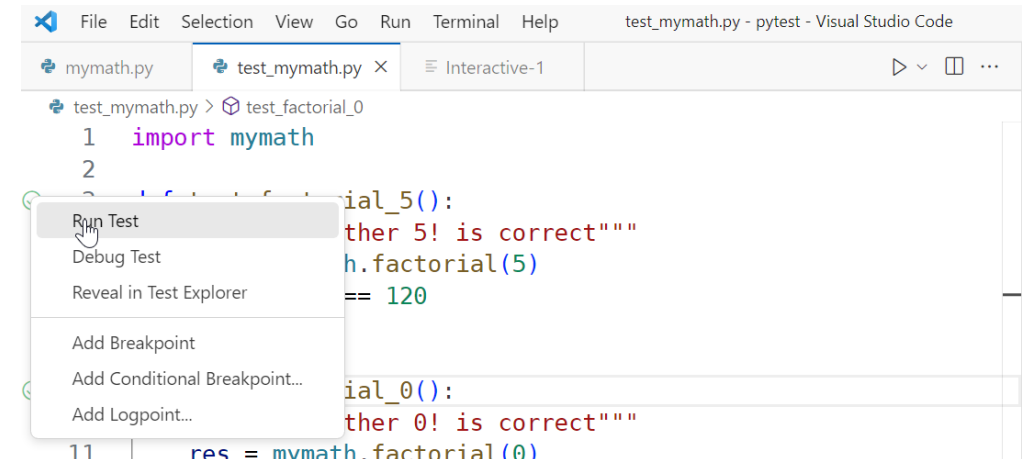 File Edit Selection View Go Run Terminal Help test_mymath.py - pytest - Visual Studio Code
mymath.py test_mymath.py Interactive-1
test_mymath.py > test_factorial_0
1 import mymath
2
ial_5():
Run Test
ther 5! is correct"""
Debug Test
h.factorial(5)
Reveal in Test Explorer
== 120
Add Breakpoint
Add Conditional Breakpoint...
ial_0():
Add Logpoint...
ther 0! is correct"""
11 res = mymath.factorial(0)